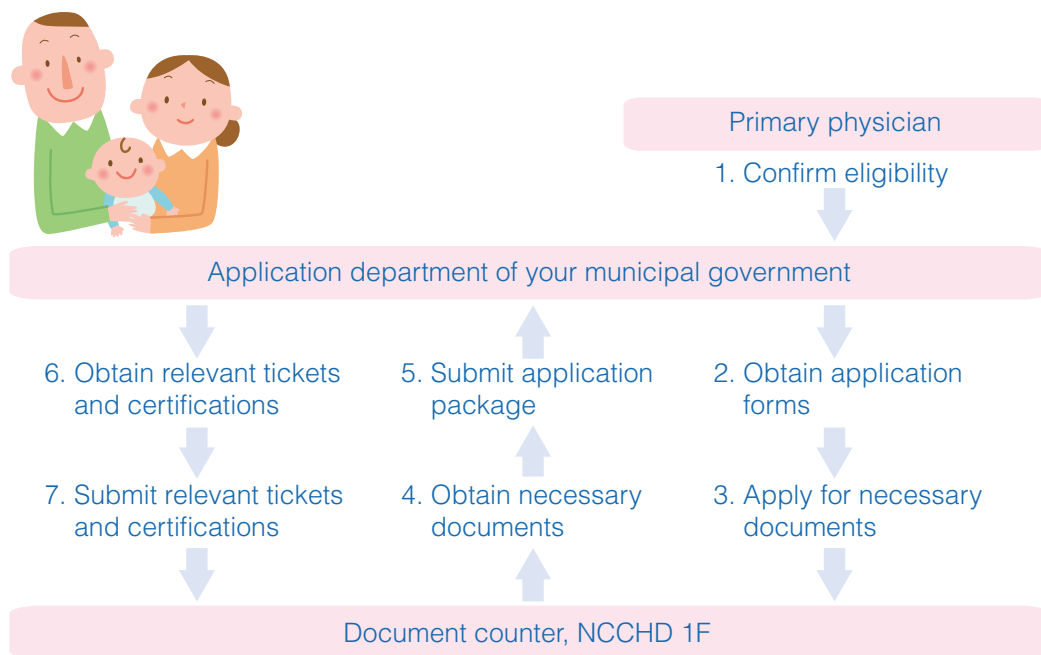 Primary physician
1. Confirm eligibility
Application department of your municipal government
6. Obtain relevant tickets
and certifications
5. Submit application
package
2. Obtain application
forms
7. Submit relevant tickets
and certifications
4. Obtain necessary
documents
3. Apply for necessary
documents
Document counter, NCCHD 1F